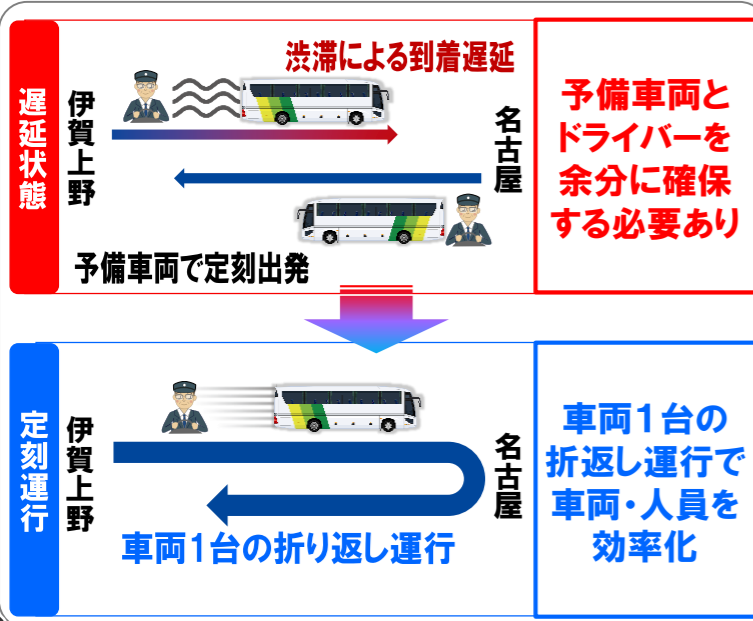 遅延状態
伊賀上野
渋滞による到着遅延
名古屋
予備車両で定刻出発
予備車両と
ドライバーを
余分に確保
する必要あり
定刻運行
伊賀上野
名古屋
車両1台の折り返し運行
車両1台の
折返し運行で
車両・人員を
効率化